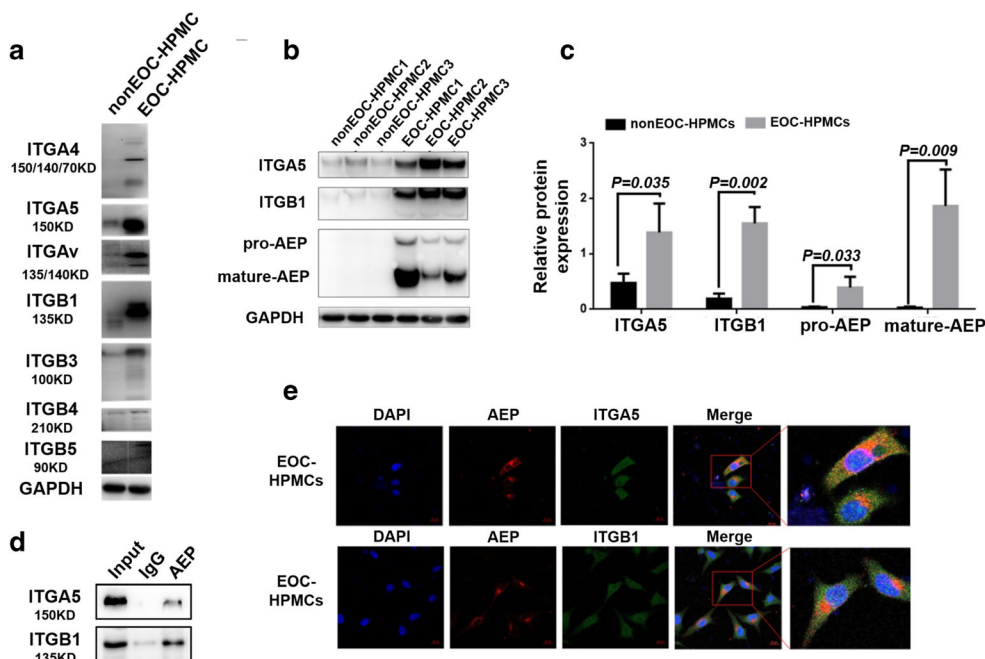 a
nonEOC-HPMC
EOC-HPMC
ITGA4
150/140/70KD
ITGA5
150KD
ITGAv
135/140KD
ITGB1
135KD
ITGB3
100KD
ITGB4
210KD
ITGB5
90KD
GAPDH
b
nonEOC-HPMC1
nonEOC-HPMC2
nonEOC-HPMC3
EOC-HPMC1
EOC-HPMC2
EOC-HPMC3
ITGA5
ITGB1
pro-AEP
mature-AEP
GAPDH
c
nonEOC-HPMCs
EOC-HPMCs
Relative protein
expression
3
2
1
0
P=0.035
P=0.002
P=0.033
P=0.009
ITGA5
ITGB1
pro-AEP
mature-AEP
d
Input
IgG
AEP
ITGA5
150KD
ITGB1
135KD
e
DAPI
AEP
ITGA5
Merge
EOC-
HPMCs
DAPI
AEP
ITGB1
Merge
EOC-
HPMCs